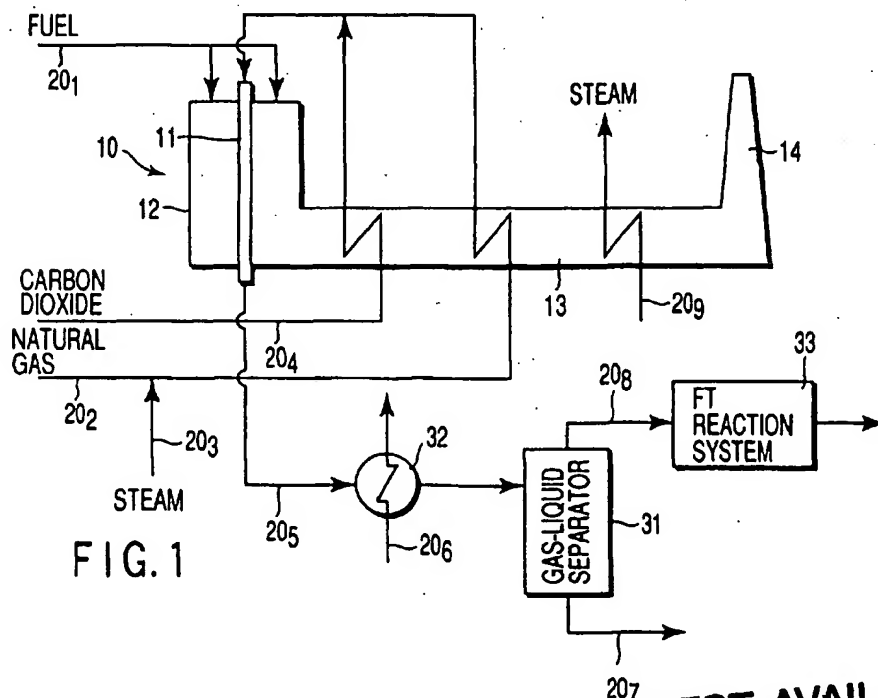 FUEL
20₁
10
11
12
STEAM
14
13
20₉
CARBON
DIOXIDE
20₄
NATURAL
GAS
20₂
20₃
STEAM
32
20₅
20₆
20₈
33
FT
REACTION
SYSTEM
GAS-LIQUID
SEPARATOR
31
20₇
FIG. 1